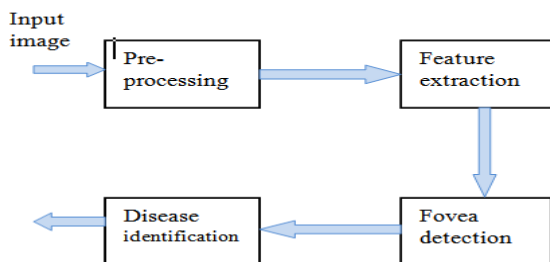 Input
image
Pre-
processing
Feature
extraction
Disease
identification
Fovea
detection